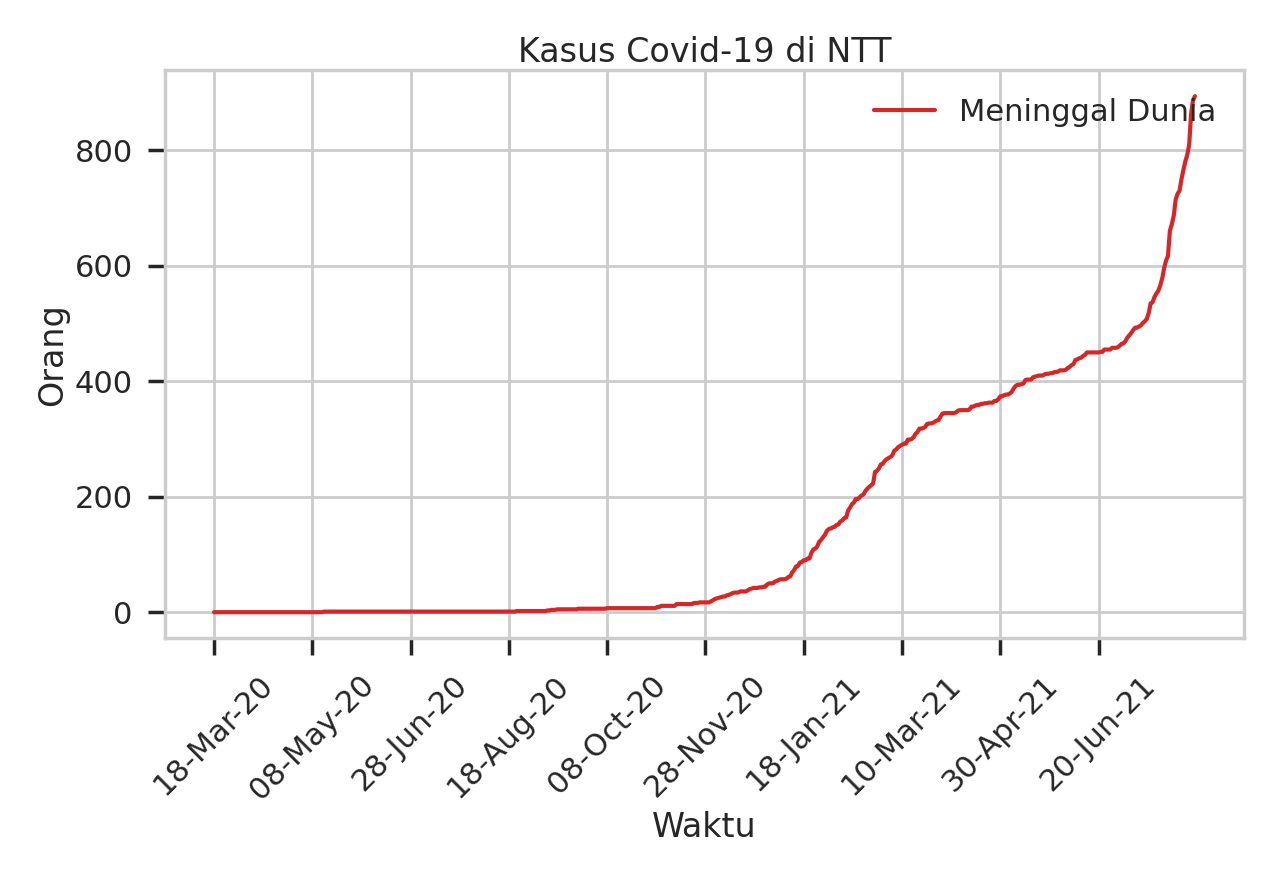 Kasus Covid-19 di NTT
Meninggal Dunia
Orang
800
600
400
200
0
18-Mar-20
08-May-20
28-Jun-20
18-Aug-20
08-Oct-20
28-Nov-20
18-Jan-21
10-Mar-21
30-Apr-21
20-Jun-21
Waktu